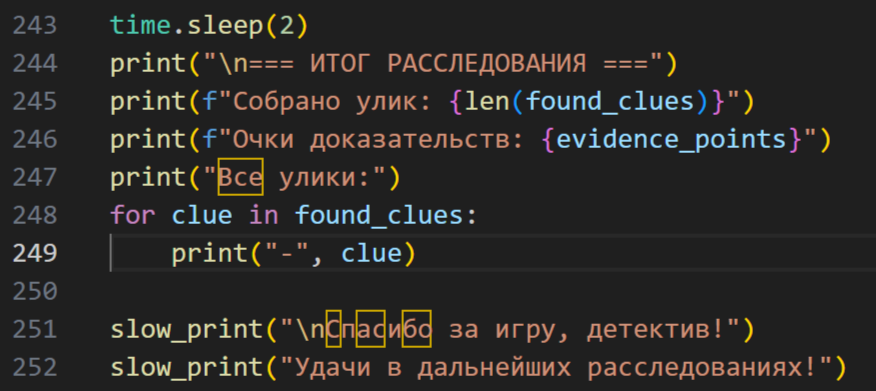 243 time.sleep(2)
244 print("\n=== ИТОГ РАССЛЕДОВАНИЯ ===")
245 print(f"Собрано улик: {len(found_clues)}")
246 print(f"Очки доказательств: {evidence_points}")
247 print("Все улики:")
248 for clue in found_clues:
249     print("-", clue)
250
251 slow_print("\nСпасибо за игру, детектив!")
252 slow_print("Удачи в дальнейших расследованиях!")